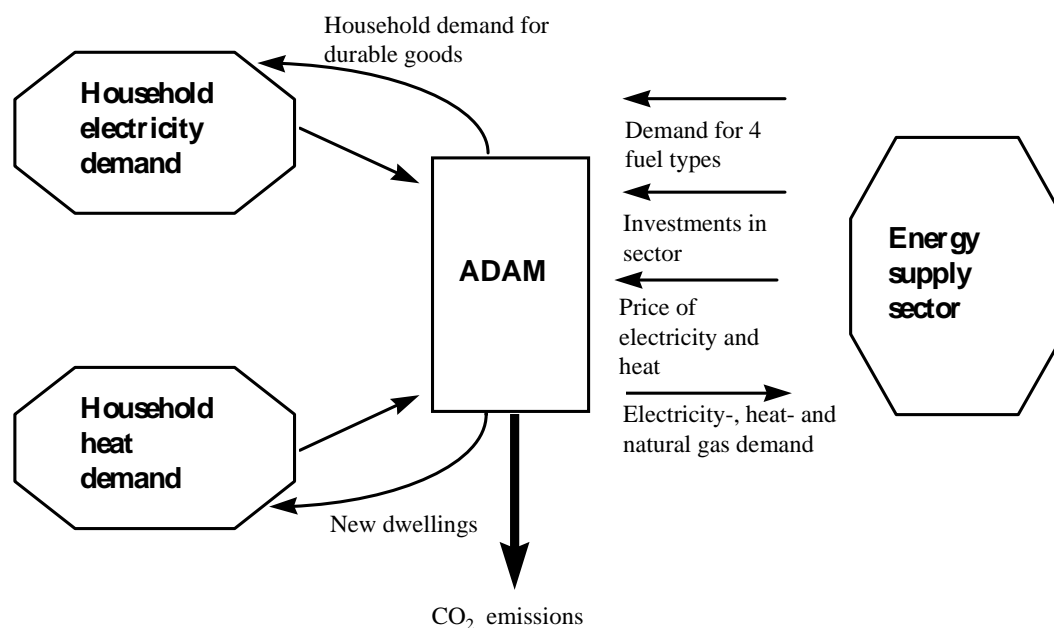 Household demand for
durable goods
Household
electricity
demand
Demand for 4
fuel types
Investments in
sector
Energy
supply
sector
ADAM
Price of
electricity and
heat
Household
heat
demand
Electricity-, heat- and
natural gas demand
New dwellings
CO₂ emissions